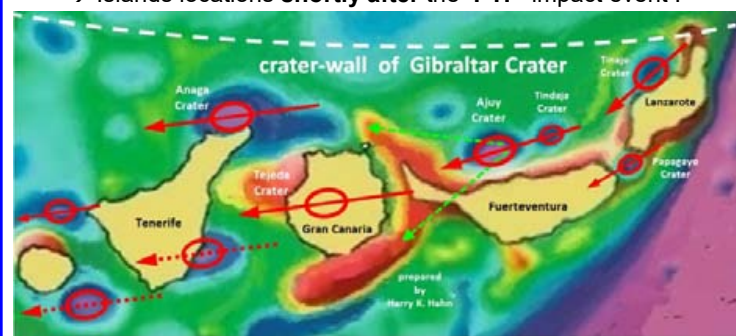 Islands locations shortly after the impact event !
crater-wall of Gibraltar Crater
Anaga
Crater
Ajuy
Crater
Tindaja
Crater
Tinajo
Crater
Lanzarote
Papagayo
Crater
Tejeda
Crater
Tenerife
Gran Canaria
Fuerteventura
prepared
by
Harry K. Hahn